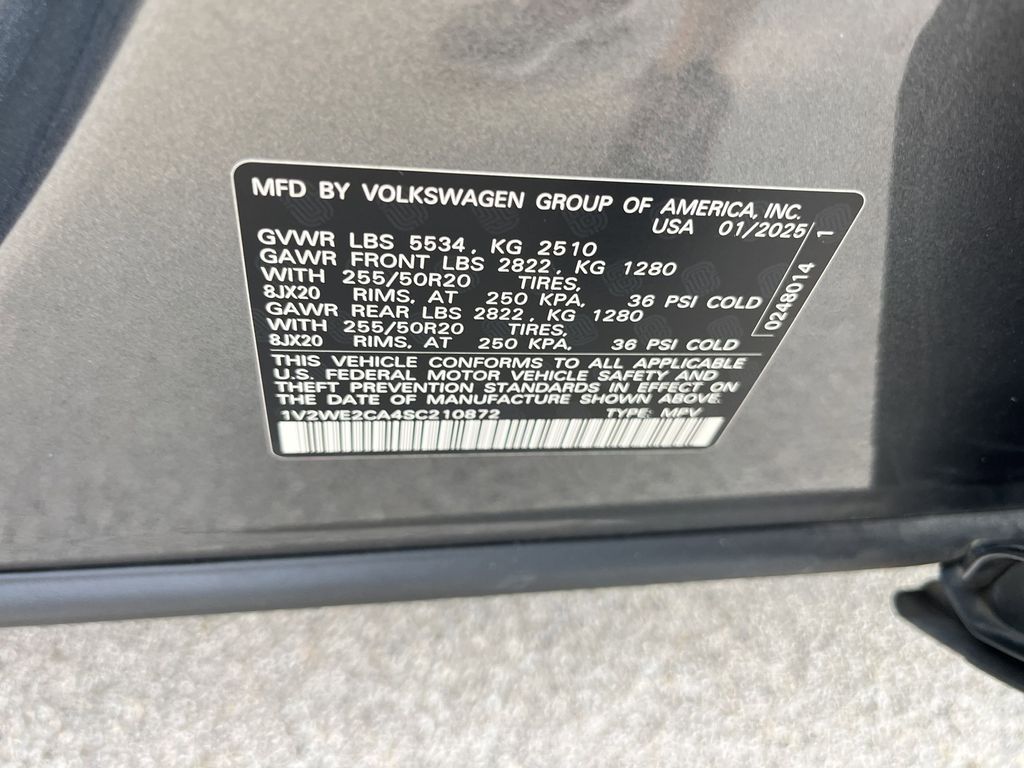 MFD BY VOLKSWAGEN GROUP OF AMERICA, INC.
USA 01/2025
GVWR LBS 5534, KG 2510
GAWR FRONT LBS 2822, KG 1280
WITH 255/50R20 TIRES,
8JX20 RIMS, AT 250 KPA, 36 PSI COLD
GAWR REAR LBS 2822, KG 1280
WITH 255/50R20 TIRES,
8JX20 RIMS, AT 250 KPA, 36 PSI COLD
THIS VEHICLE CONFORMS TO ALL APPLICABLE
U.S. FEDERAL MOTOR VEHICLE SAFETY AND
THEFT PREVENTION STANDARDS IN EFFECT ON
THE DATE OF MANUFACTURE SHOWN ABOVE.
1V2WE2CA4SC210872 TYPE: MPV
0248014 1